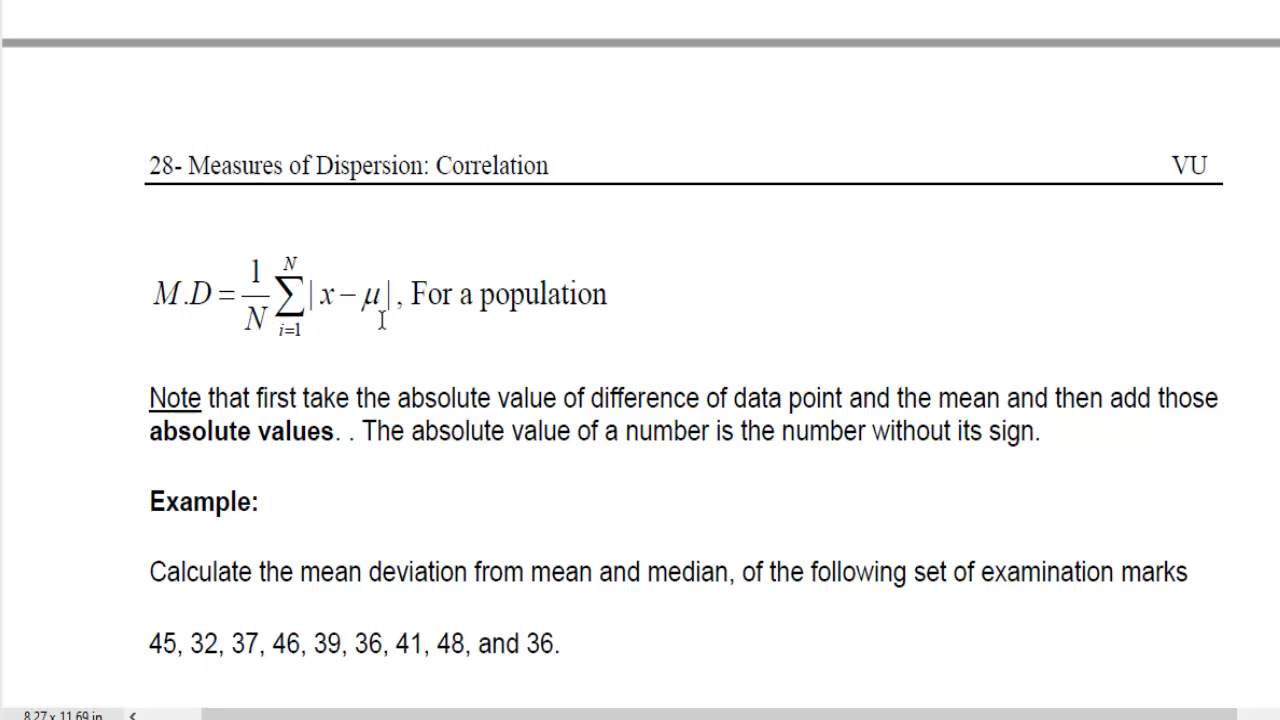 28- Measures of Dispersion: Correlation VU
M.D = \frac{1}{N} \sum_{i=1}^{N} | x − μ | , For a population
Note that first take the absolute value of difference of data point and the mean and then add those
absolute values. . The absolute value of a number is the number without its sign.
Example:
Calculate the mean deviation from mean and median, of the following set of examination marks
45, 32, 37, 46, 39, 36, 41, 48, and 36.
8.27 x 11.69 in